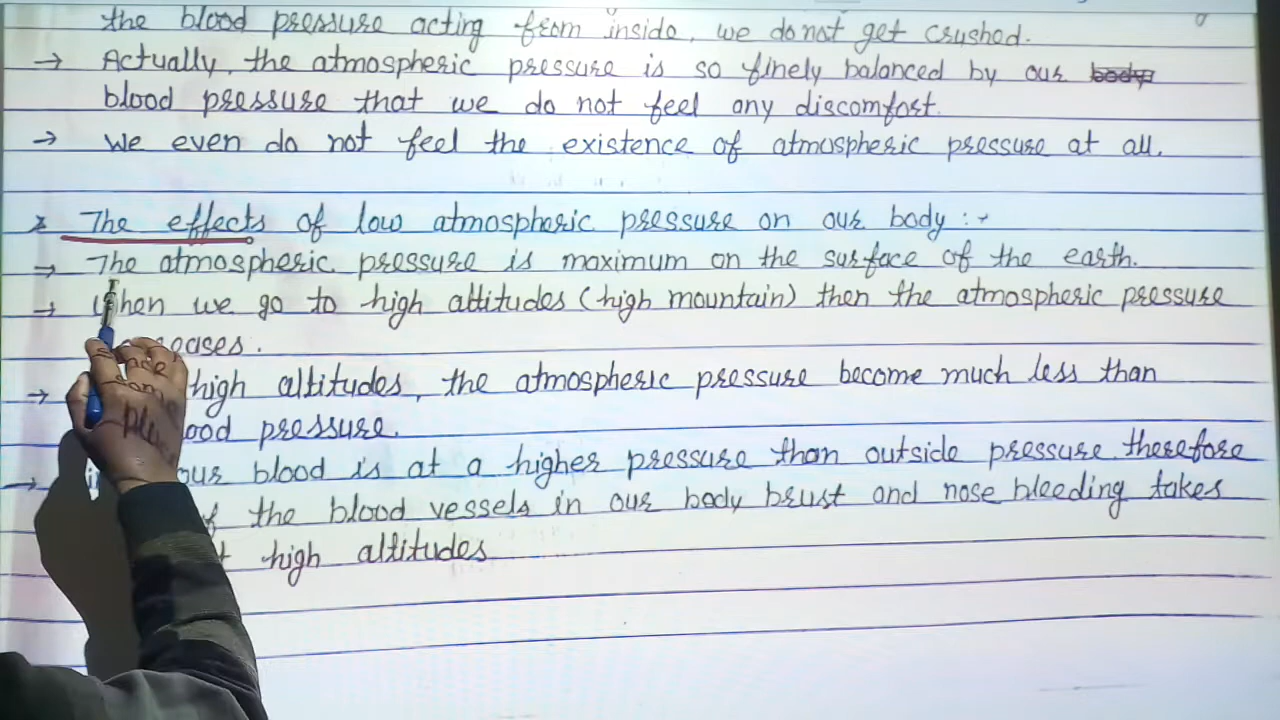 the blood pressure acting from inside, we do not get crushed.
→ Actually, the atmospheric pressure is so finely balanced by our body
blood pressure that we do not feel any discomfort.
→ We even do not feel the existence of atmospheric pressure at all.
* The effects of low atmospheric pressure on our body :-
→ The atmospheric pressure is maximum on the surface of the earth.
→ When we go to high altitudes (high mountain) then the atmospheric pressure
eases.
→ high altitudes, the atmospheric pressure become much less than
ood pressure.
→ our blood is at a higher pressure than outside pressure therefore
of the blood vessels in our body brust and nose bleeding takes
high altitudes